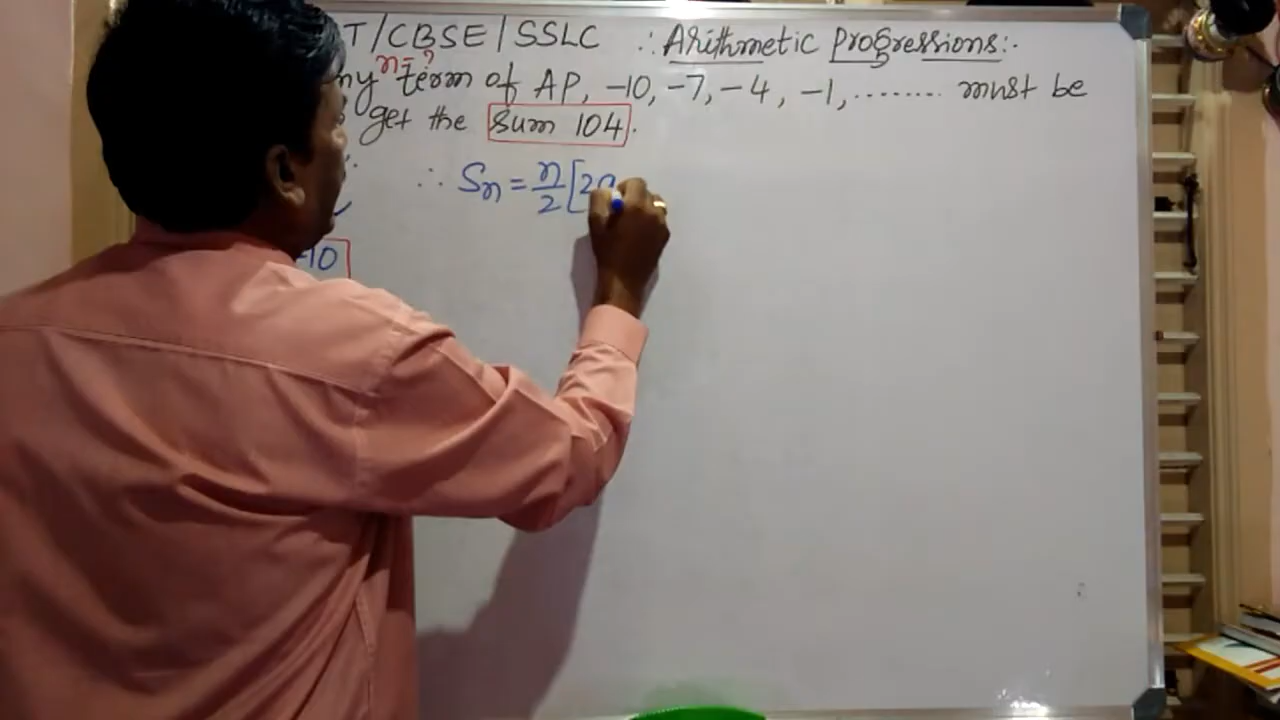 T/CBSE/SSLC ∴ Arithmetic Progressions:.
n=?
ny term of AP, -10, -7, -4, -1, ........ must be
get the sum 104.
∴ Sn = n/2 [2a
-10